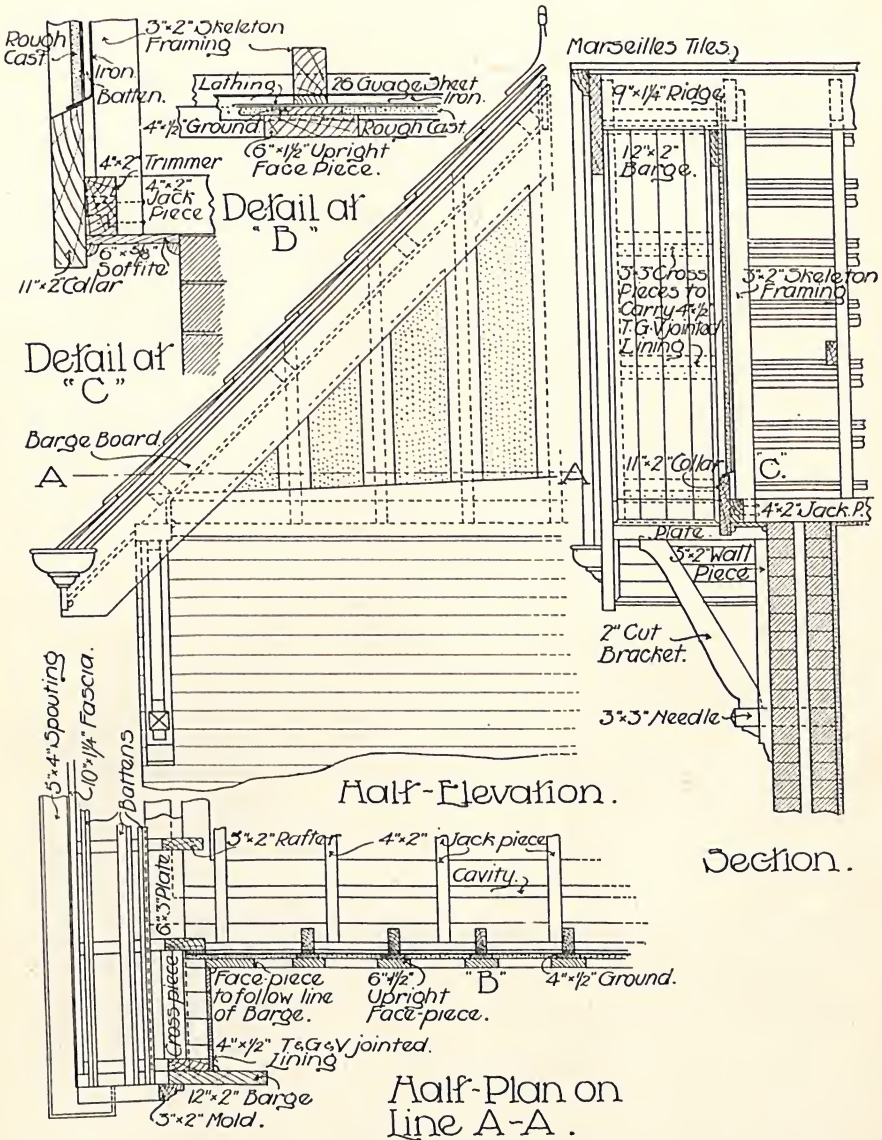 Rough
Cast.
3"×2" Skeleton
Framing
Iron
Batten.
4"×2" Trimmer
4"×2"
Jack
Piece
6"×5/8"
Soffite
11"×2" Collar
Detail at
"C"
Lathing
26 Guage Sheet
Iron.
4"×½" Ground
Rough Cast.
6"×1½" Upright
Face Piece.
Detail at
"B"
Barge Board.
A
A
Half-Elevation.
Marseilles Tiles.
9"×1¼" Ridge
12"×2"
Barge.
3"×3" Cross
Pieces to
Carry 4"×½"
T.G.V jointed
Lining
3"×2" Skeleton
Framing
11"×2" Collar
"C".
4"×2" Jack P.
Plate
5"×2" Wall
Piece
2" Cut
Bracket.
3"×3" Needle
Section.
5"×4" Spouting
10"×1¼" Fascia.
Battens
5"×2" Rafter
4"×2"
Jack piece
Cavity.
6"×3" Plate
Cross piece
Face-piece
to follow line
of Barge.
6"×1½"
Upright
Face-piece.
"B"
4"×½" Ground.
4"×½" T&G&V jointed.
Lining
12"×2" Barge
3"×2" Mold.
Half-Plan on
Line A-A.